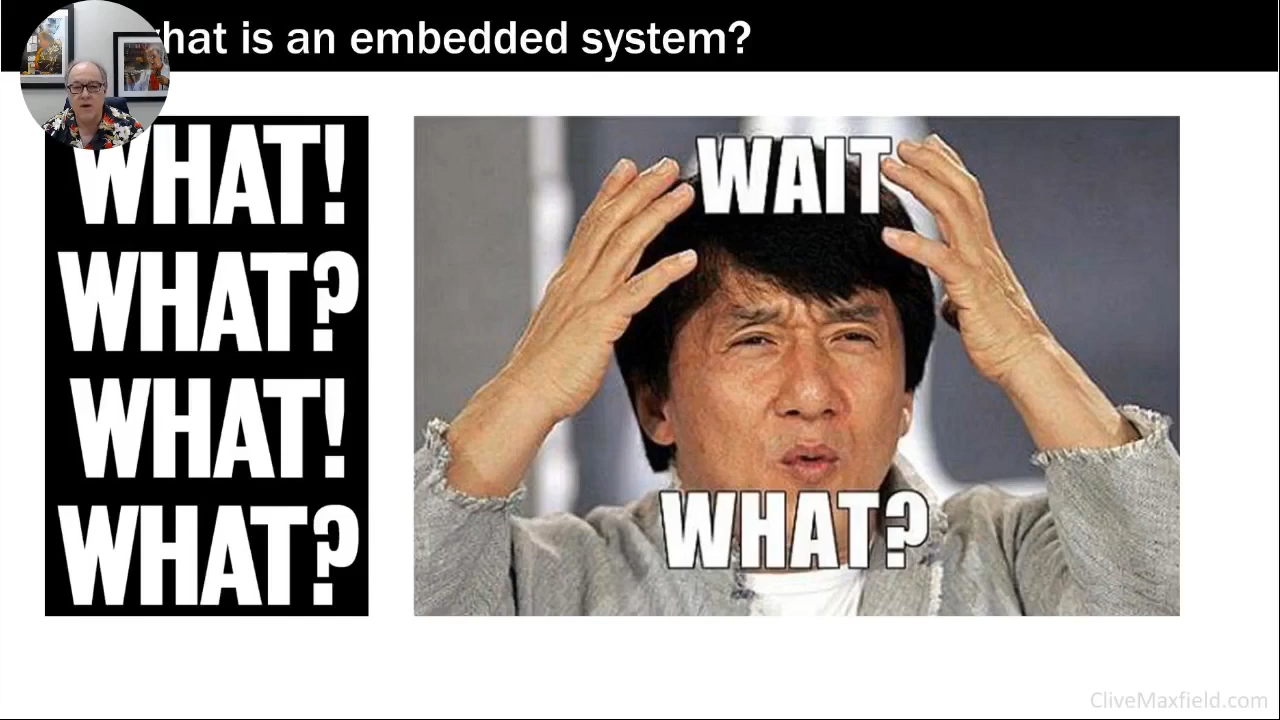 hat is an embedded system?
WHAT!
WHAT?
WHAT!
WHAT?
WAIT
WHAT?
CliveMaxfield.com